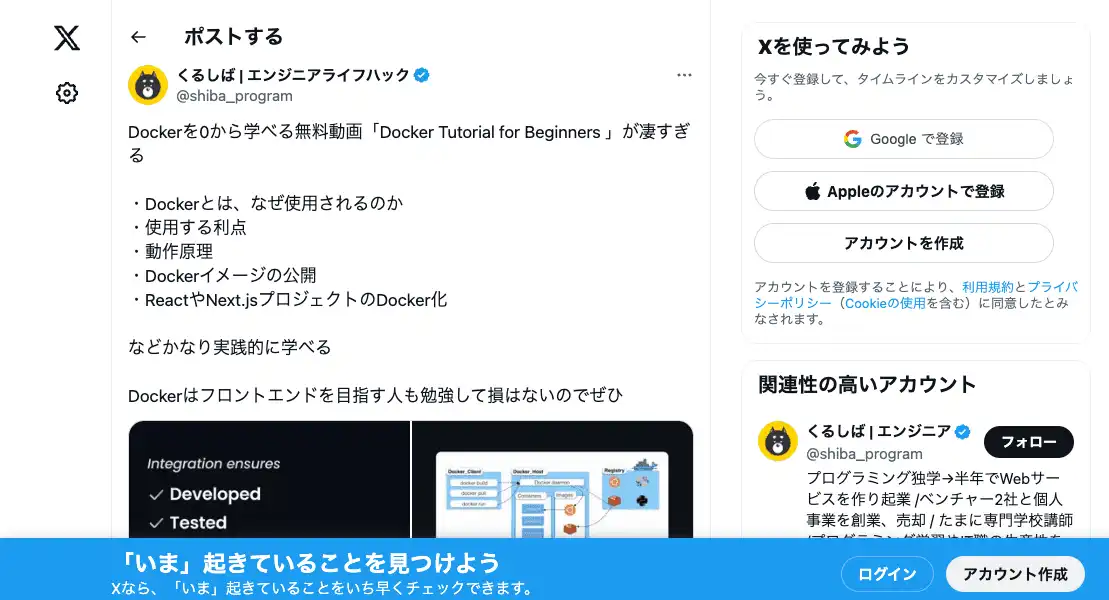 ポストする
くるしば | エンジニアライフハック
@shiba_program
Dockerを0から学べる無料動画「Docker Tutorial for Beginners 」が凄すぎ
る
・Dockerとは、なぜ使用されるのか
・使用する利点
・動作原理
・Dockerイメージの公開
・ReactやNext.jsプロジェクトのDocker化
などかなり実践的に学べる
Dockerはフロントエンドを目指す人も勉強して損はないのでぜひ
Integration ensures
Developed
Tested
Docker_Client
docker build
docker pull
docker run
Docker_Host
Docker daemon
Containers
Images
Registry
Xを使ってみよう
今すぐ登録して、タイムラインをカスタマイズしましょ
う。
Google で登録
Appleのアカウントで登録
アカウントを作成
アカウントを登録することにより、利用規約とプライバ
シーポリシー（Cookieの使用を含む）に同意したとみ
なされます。
関連性の高いアカウント
くるしば | エンジニア
@shiba_program
フォロー
プログラミング独学→半年でWebサー
ビスを作り起業 /ベンチャー2社と個人
事業を創業、売却 / たまに専門学校講師
/プログラミング学習やIT職の生産性を
「いま」起きていることを見つけよう
Xなら、「いま」起きていることをいち早くチェックできます。
ログイン
アカウント作成